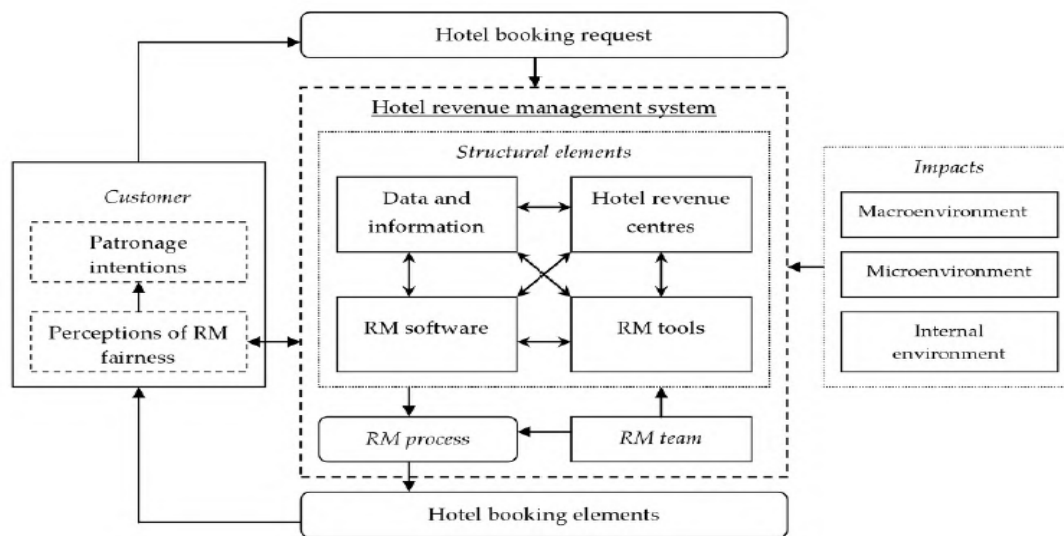 Hotel booking request
Hotel revenue management system
Structural elements
Customer
Patronage
intentions
Perceptions of RM
fairness
Data and
information
Hotel revenue
centres
RM software
RM tools
RM process
RM team
Impacts
Macroenvironment
Microenvironment
Internal
environment
Hotel booking elements